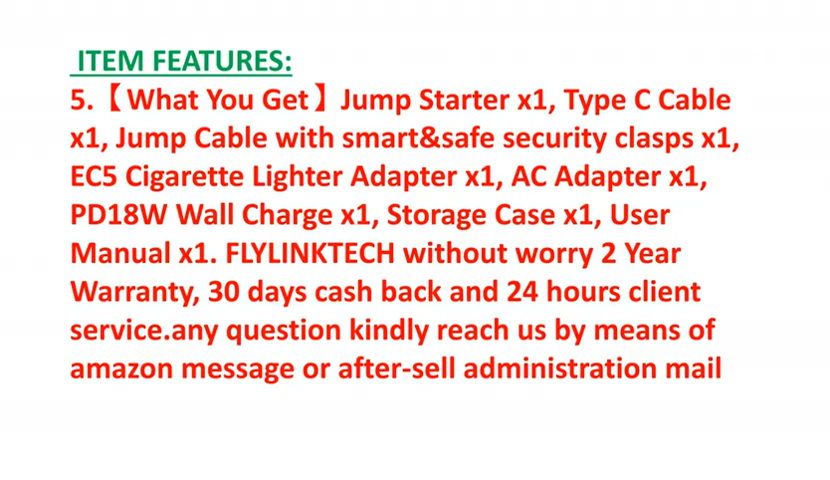 ITEM FEATURES:
5.【What You Get】Jump Starter x1, Type C Cable
x1, Jump Cable with smart&safe security clasps x1,
EC5 Cigarette Lighter Adapter x1, AC Adapter x1,
PD18W Wall Charge x1, Storage Case x1, User
Manual x1. FLYLINKTECH without worry 2 Year
Warranty, 30 days cash back and 24 hours client
service.any question kindly reach us by means of
amazon message or after-sell administration mail